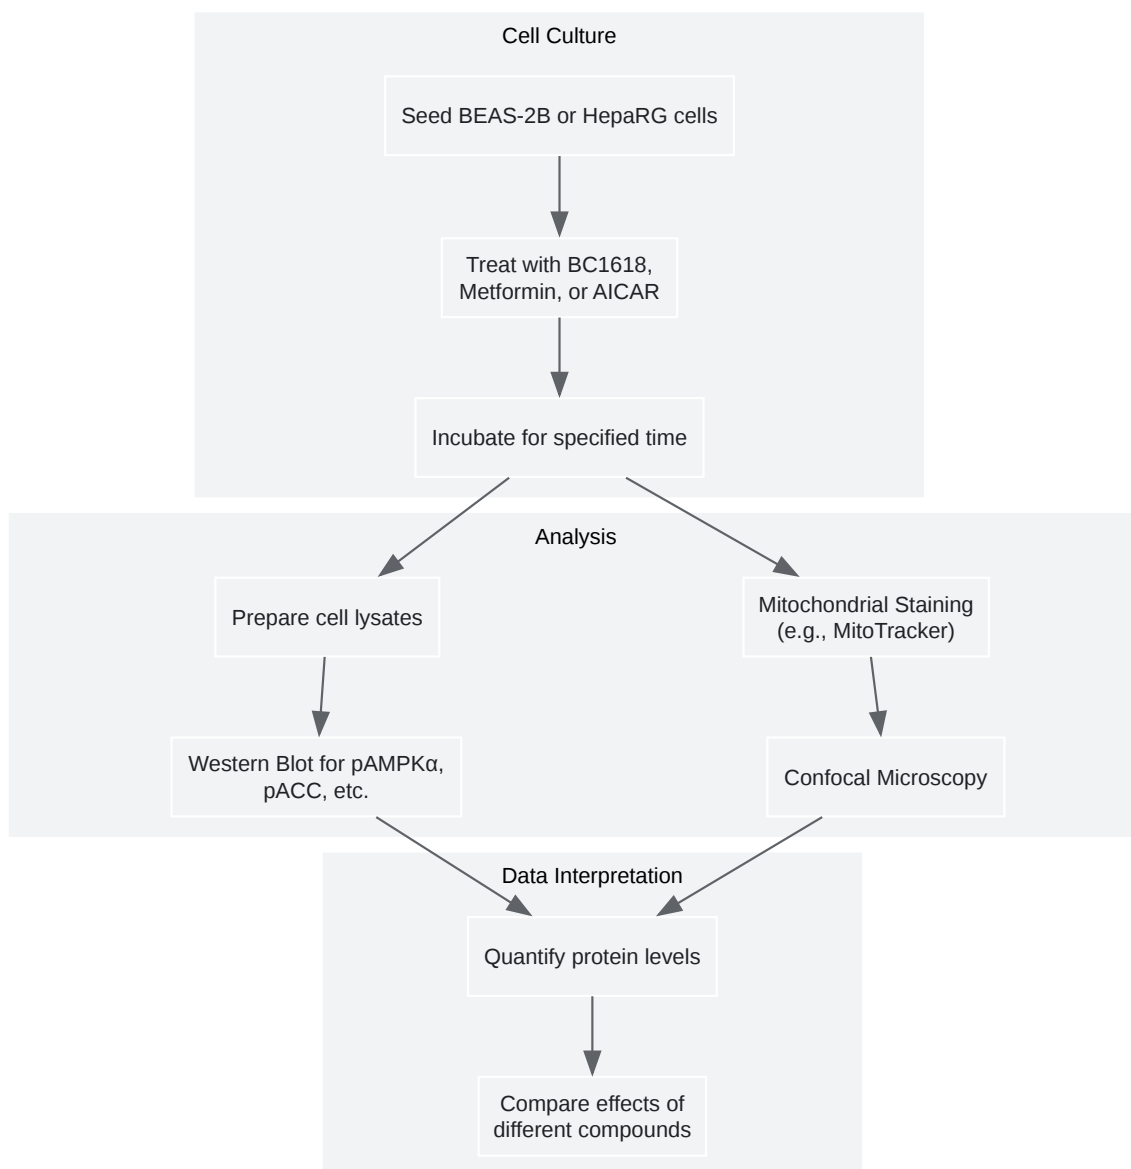 Cell Culture
Seed BEAS-2B or HepaRG cells
Treat with BC1618,
Metformin, or AICAR
Incubate for specified time
Analysis
Prepare cell lysates
Mitochondrial Staining
(e.g., MitoTracker)
Western Blot for pAMPKα,
pACC, etc.
Confocal Microscopy
Data Interpretation
Quantify protein levels
Compare effects of
different compounds